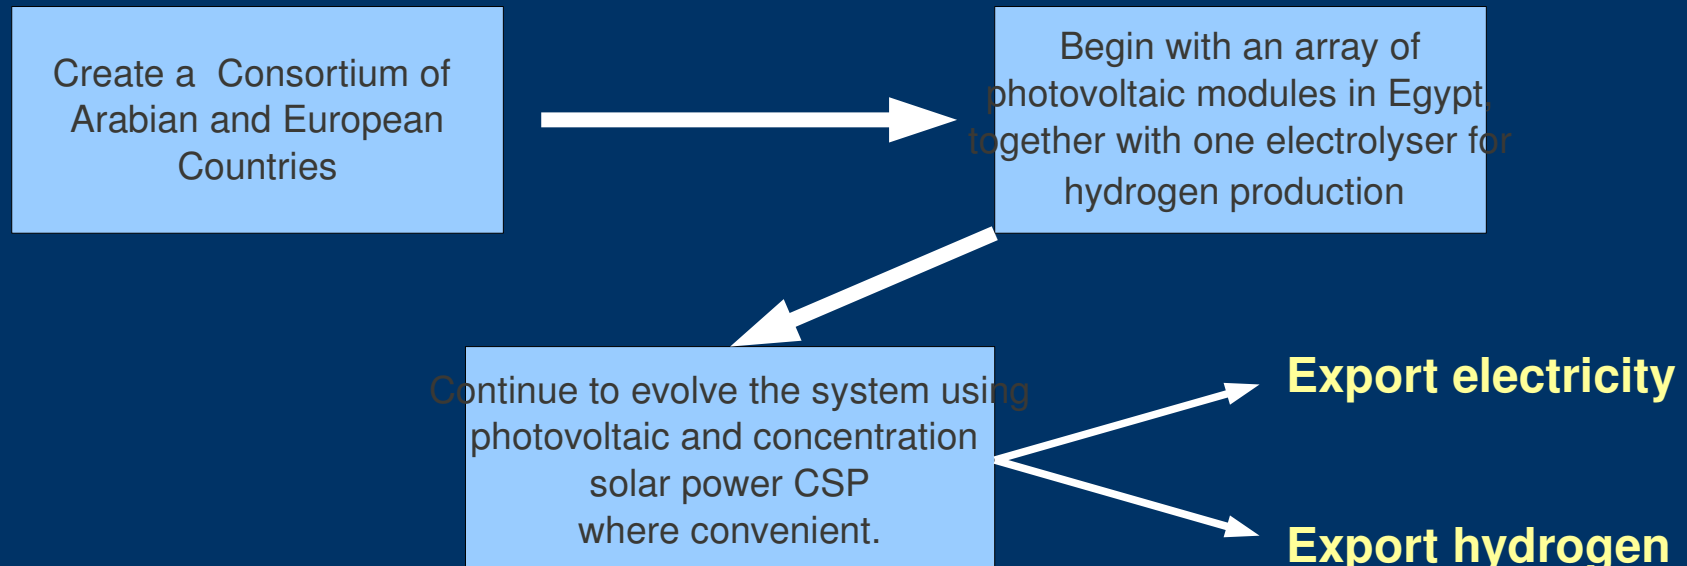 Create a  Consortium of
Arabian and European
Countries
Begin with an array of
photovoltaic modules in Egypt,
together with one electrolyser for
hydrogen production
Continue to evolve the system using
photovoltaic and concentration
solar power CSP
where convenient.
Export electricity
Export hydrogen